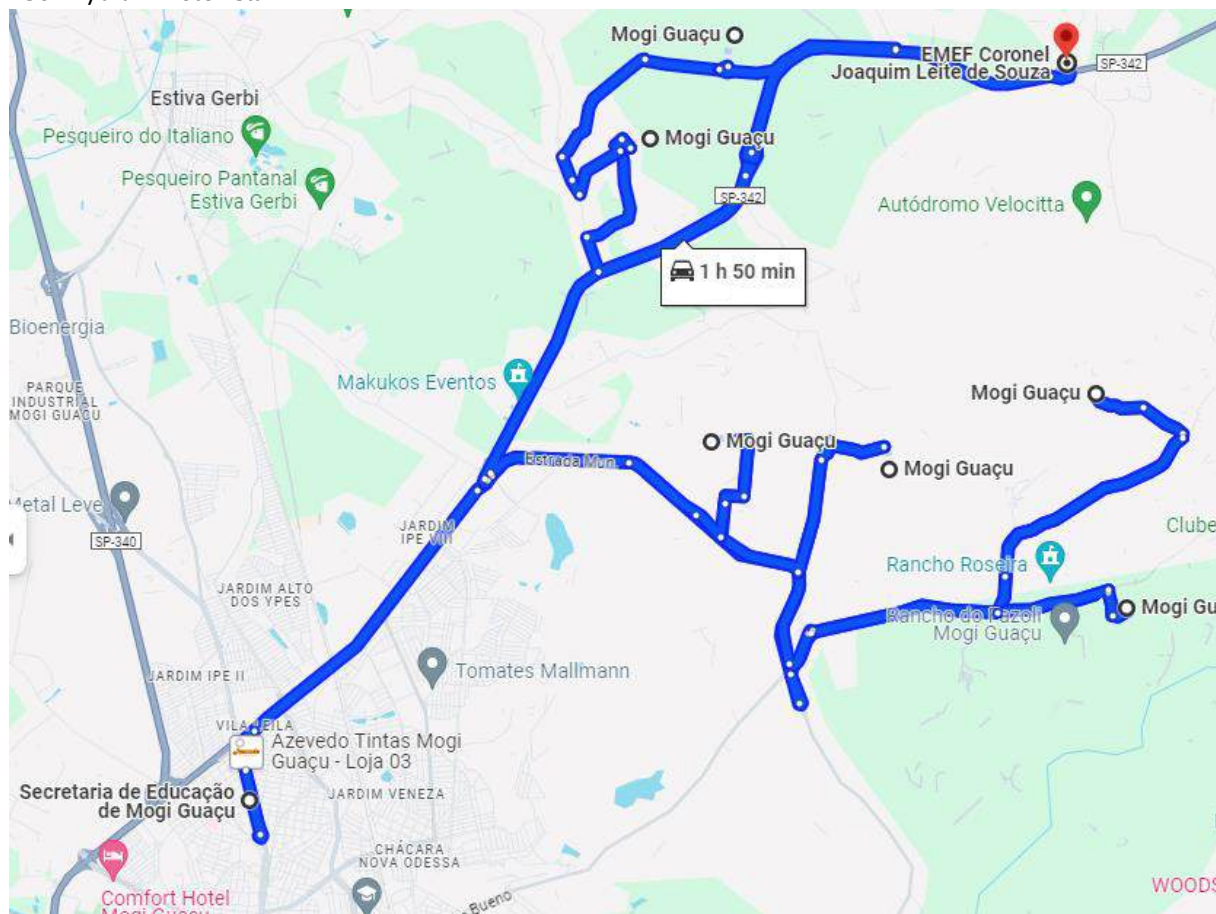 Mogi Guaçu
EMEF Coronel
Joaquim Leite de Souza
SP-342
Estiva Gerbi
Pesqueiro do Italiano
Mogi Guaçu
Pesqueiro Pantanal
Estiva Gerbi
SP-342
Autódromo Velocitta
1 h 50 min
Bioenergia
Makukos Eventos
PARQUE
INDUSTRIAL
MOGI GUAÇU
Mogi Guaçu
Mogi Guaçu
Estrada Mun.
Mogi Guaçu
Metal Leve
SP-340
JARDIM
IPE VIII
Clube
Rancho Roseira
JARDIM ALTO
DOS YPES
Rancho do Fazoli
Mogi Guaçu
Mogi Gu
JARDIM IPE II
Tomates Mallmann
VILA LEILA
Azevedo Tintas Mogi
Guaçu - Loja 03
Secretaria de Educação
de Mogi Guaçu
JARDIM VENEZA
CHÁCARA
NOVA ODESSA
Comfort Hotel
Mogi Guaçu
Bueno
WOODS